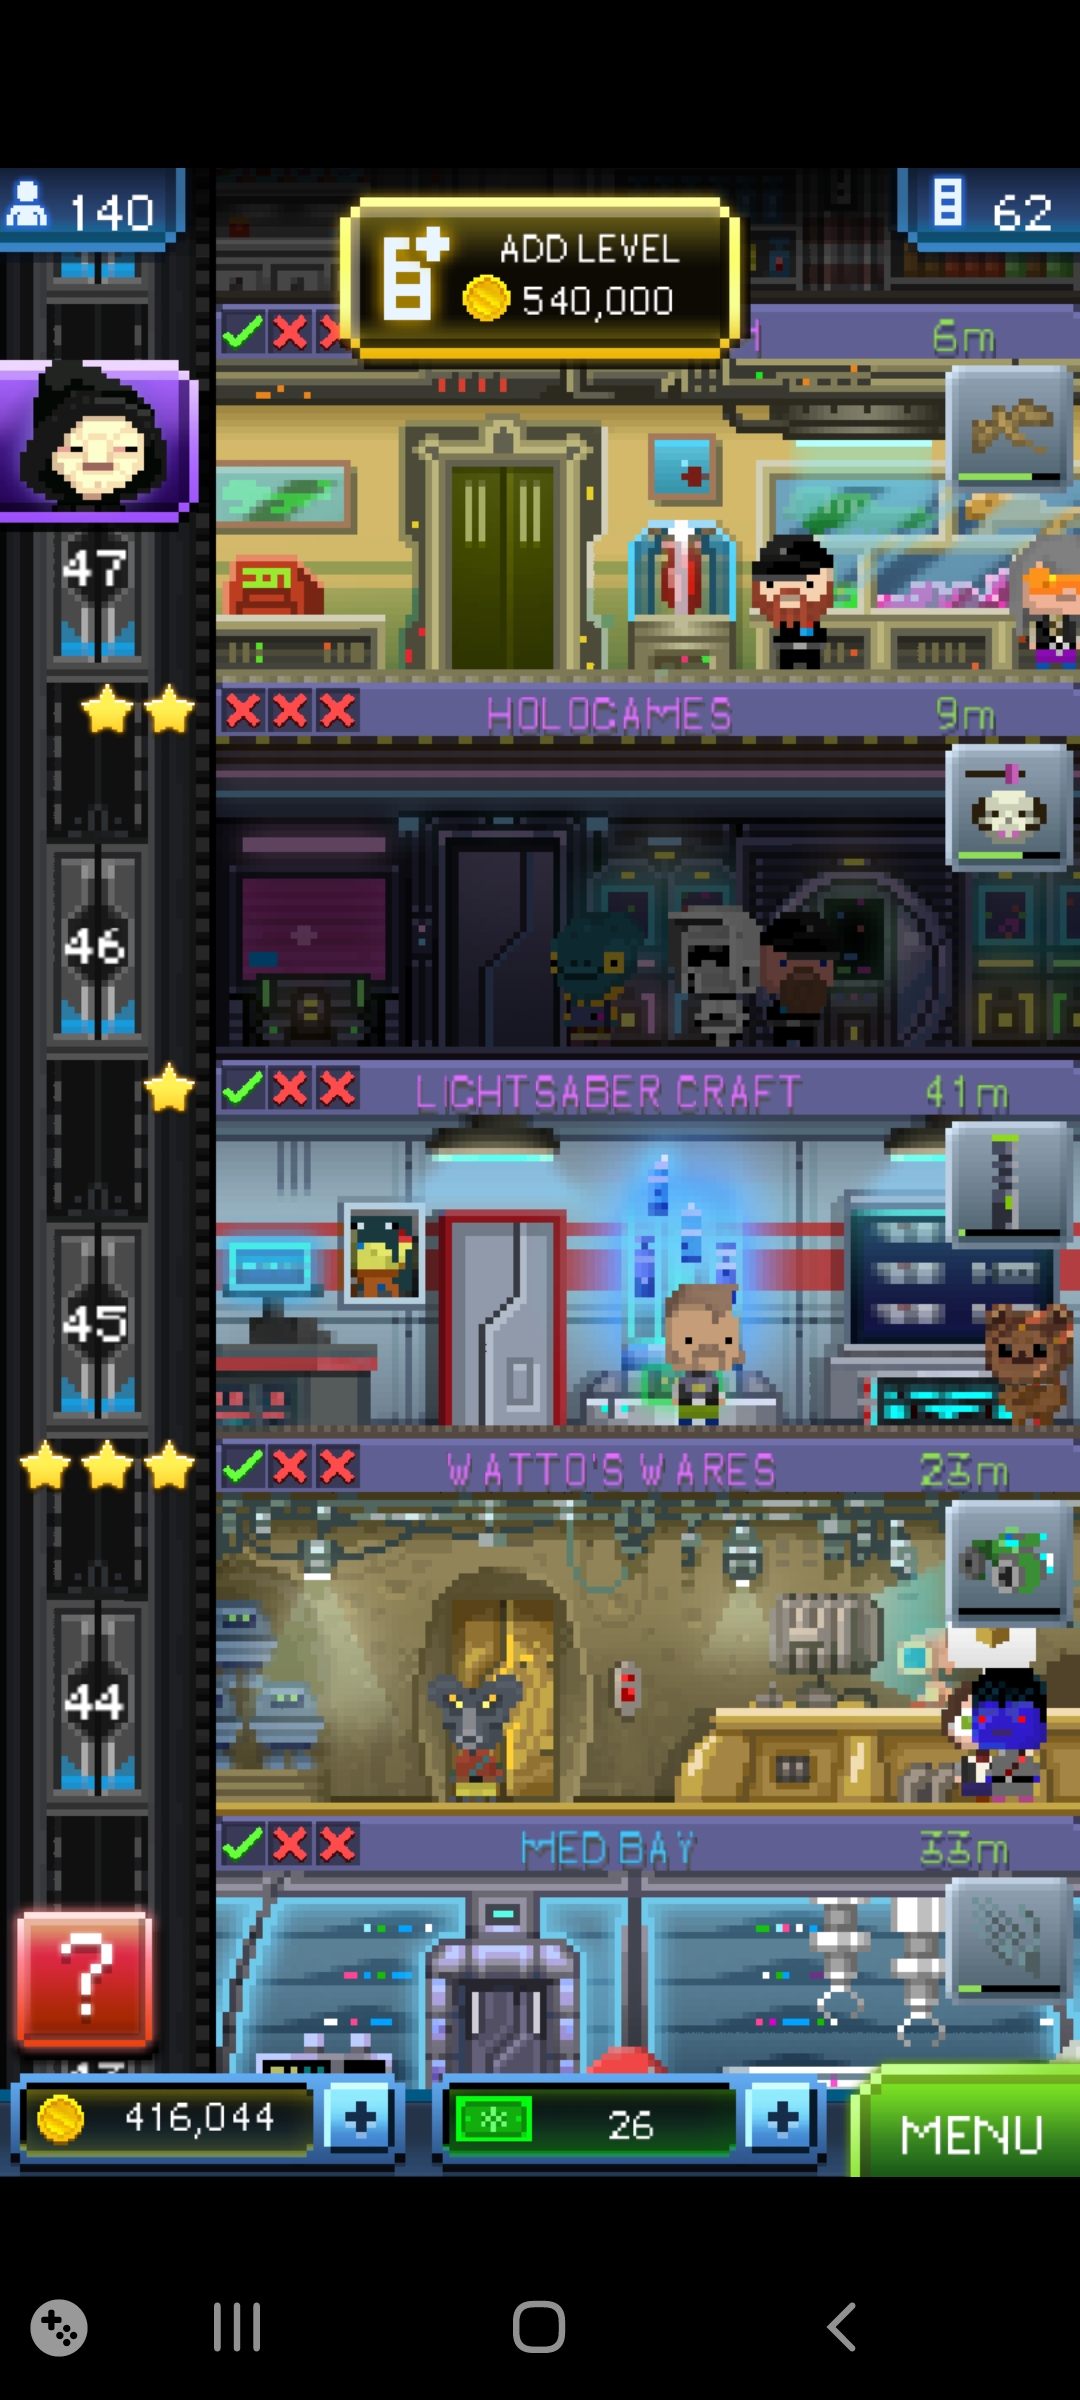 140
62
ADD LEVEL
540,000
6m
47
HOLOGAMES
9m
46
LIGHTSABER CRAFT
41m
45
WATTO'S WARES
23m
44
MED BAY
33m
?
416,044
26
MENU